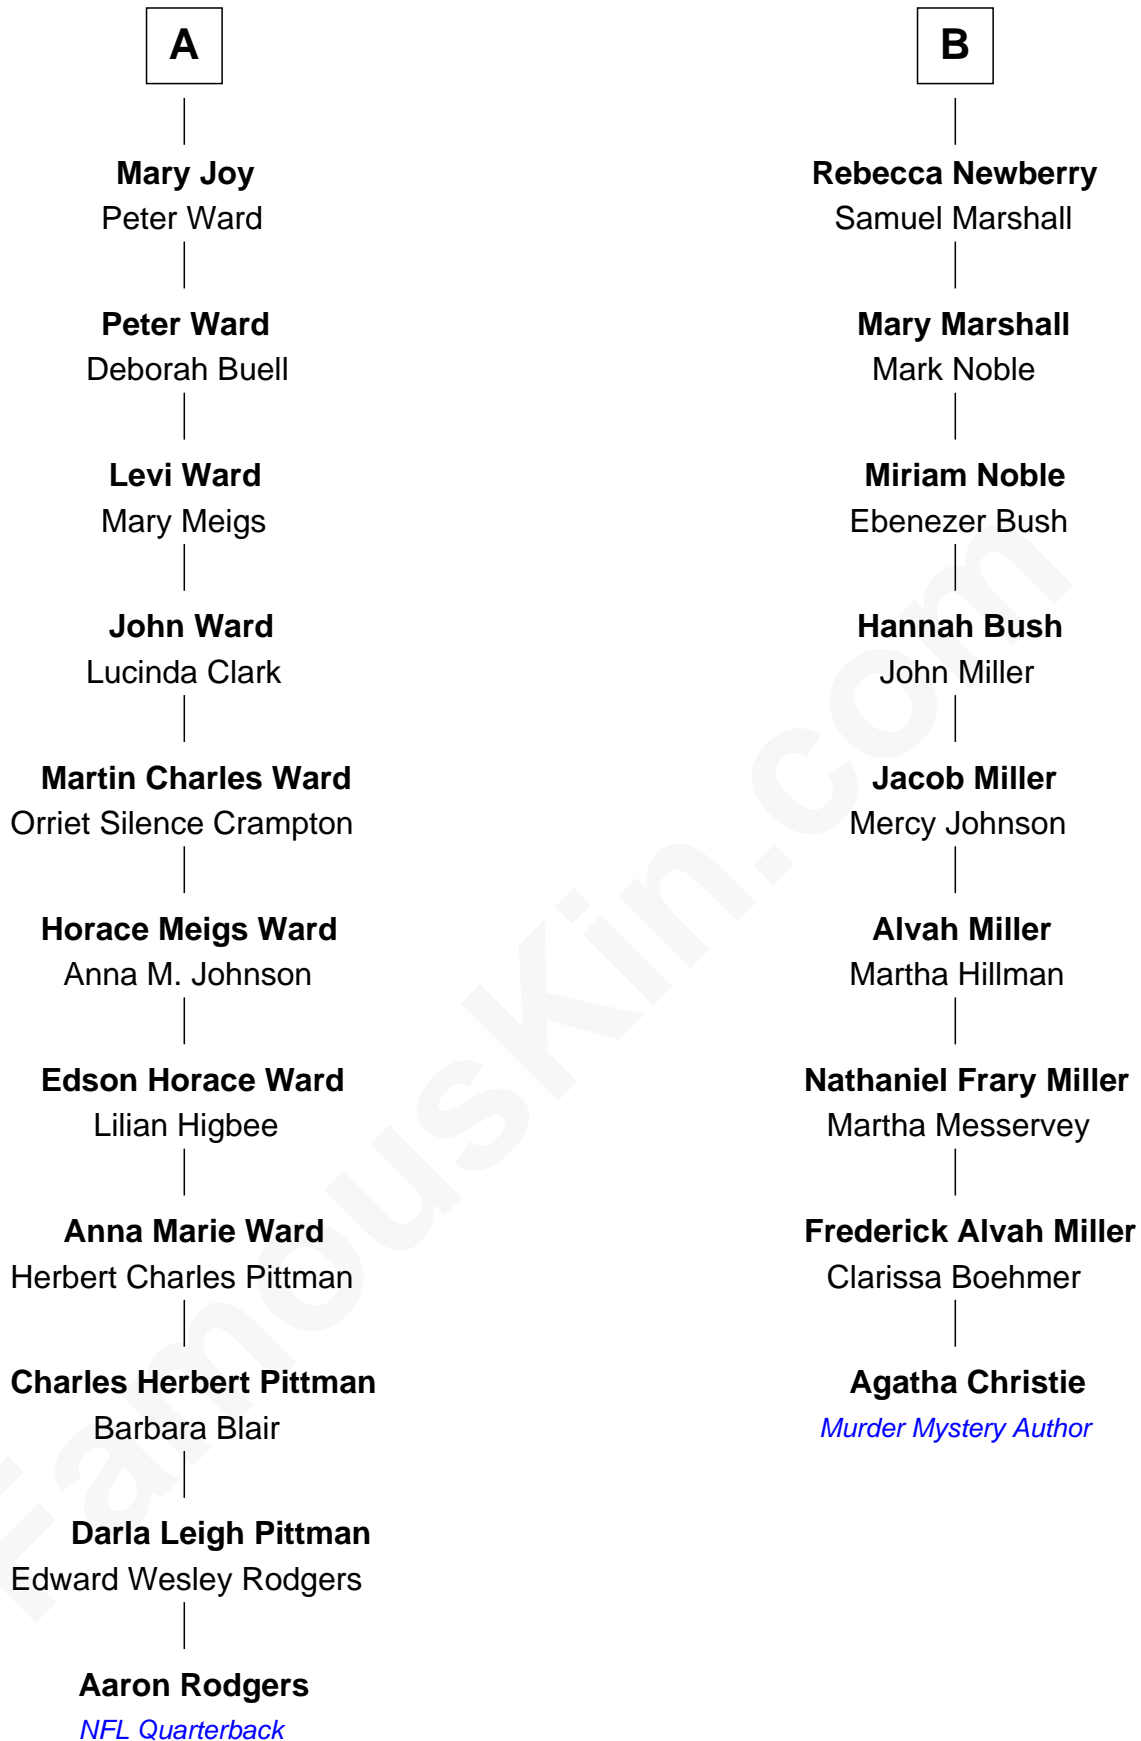 A
Mary Joy
Peter Ward
Peter Ward
Deborah Buell
Levi Ward
Mary Meigs
John Ward
Lucinda Clark
Martin Charles Ward
Orriet Silence Crampton
Horace Meigs Ward
Anna M. Johnson
Edson Horace Ward
Lilian Higbee
Anna Marie Ward
Herbert Charles Pittman
Charles Herbert Pittman
Barbara Blair
Darla Leigh Pittman
Edward Wesley Rodgers
Aaron Rodgers
NFL Quarterback
B
Rebecca Newberry
Samuel Marshall
Mary Marshall
Mark Noble
Miriam Noble
Ebenezer Bush
Hannah Bush
John Miller
Jacob Miller
Mercy Johnson
Alvah Miller
Martha Hillman
Nathaniel Frary Miller
Martha Messervey
Frederick Alvah Miller
Clarissa Boehmer
Agatha Christie
Murder Mystery Author
FamousKin.com